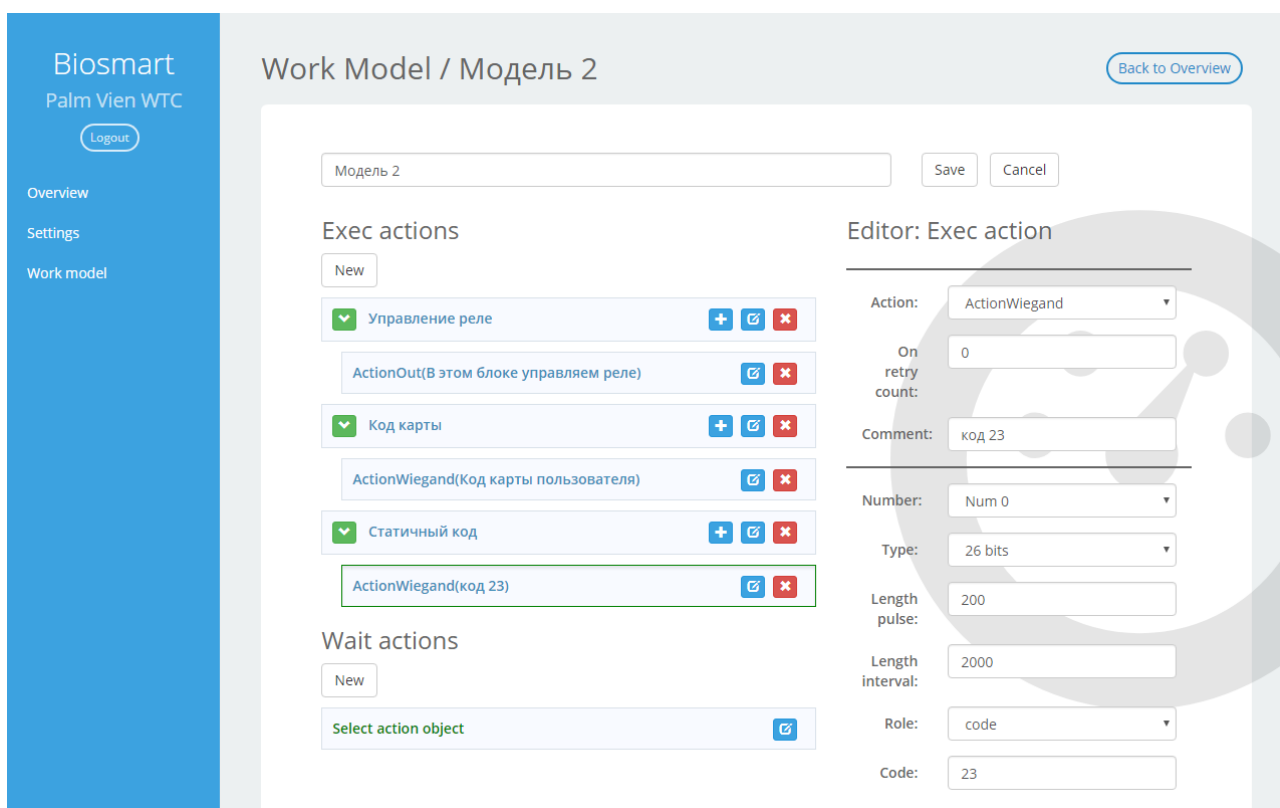 Biosmart
Palm Vien WTC
Logout
Overview
Settings
Work model
Work Model / Модель 2
Back to Overview
Модель 2
Save
Cancel
Exec actions
New
Управление реле
ActionOut(В этом блоке управляем реле)
Код карты
ActionWiegand(Код карты пользователя)
Статичный код
ActionWiegand(код 23)
Wait actions
New
Select action object
Editor: Exec action
Action:
ActionWiegand
On
retry
count:
0
Comment:
код 23
Number:
Num 0
Type:
26 bits
Length
pulse:
200
Length
interval:
2000
Role:
code
Code:
23